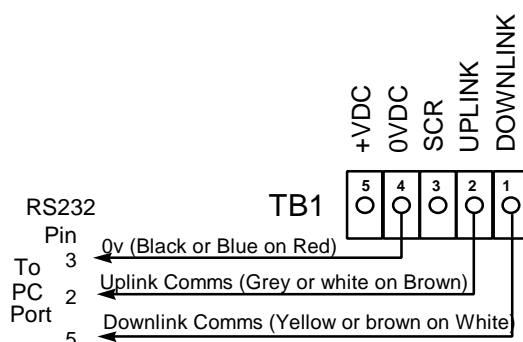 +VDC
0VDC
SCR
UPLINK
DOWNLINK
TB1
5 4 3 2 1
RS232
Pin
To
PC
Port
3
0v (Black or Blue on Red)
2
Uplink Comms (Grey or white on Brown)
5
Downlink Comms (Yellow or brown on White)